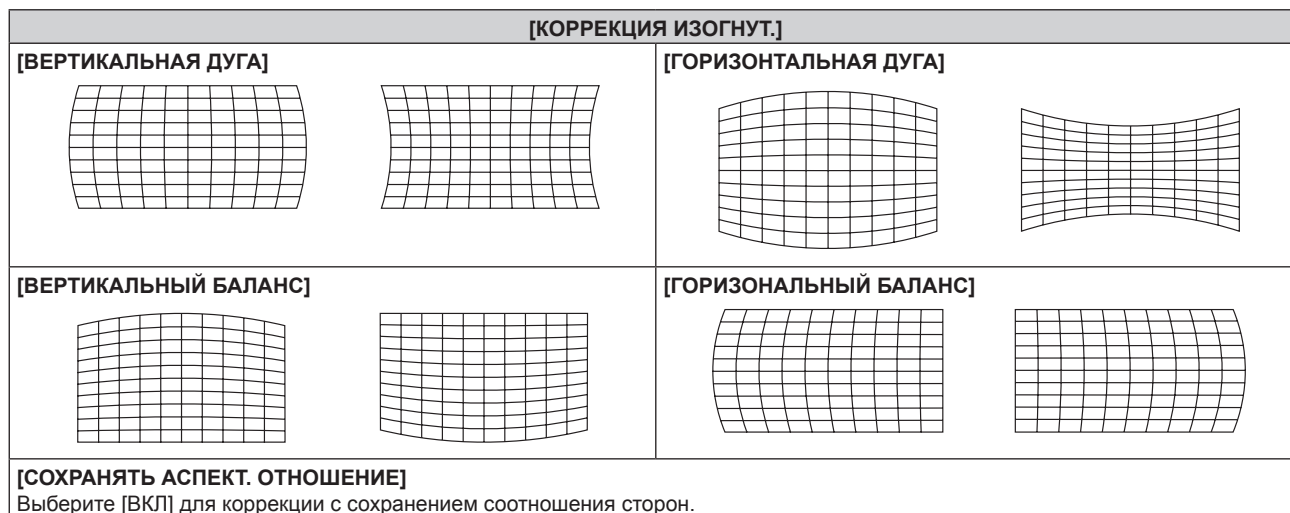 [КОРРЕКЦИЯ ИЗОГНУТ.]
[ВЕРТИКАЛЬНАЯ ДУГА]
[ГОРИЗОНТАЛЬНАЯ ДУГА]
[ВЕРТИКАЛЬНЫЙ БАЛАНС]
[ГОРИЗОНАЛЬНЫЙ БАЛАНС]
[СОХРАНЯТЬ АСПЕКТ. ОТНОШЕНИЕ]
Выберите [ВКЛ] для коррекции с сохранением соотношения сторон.